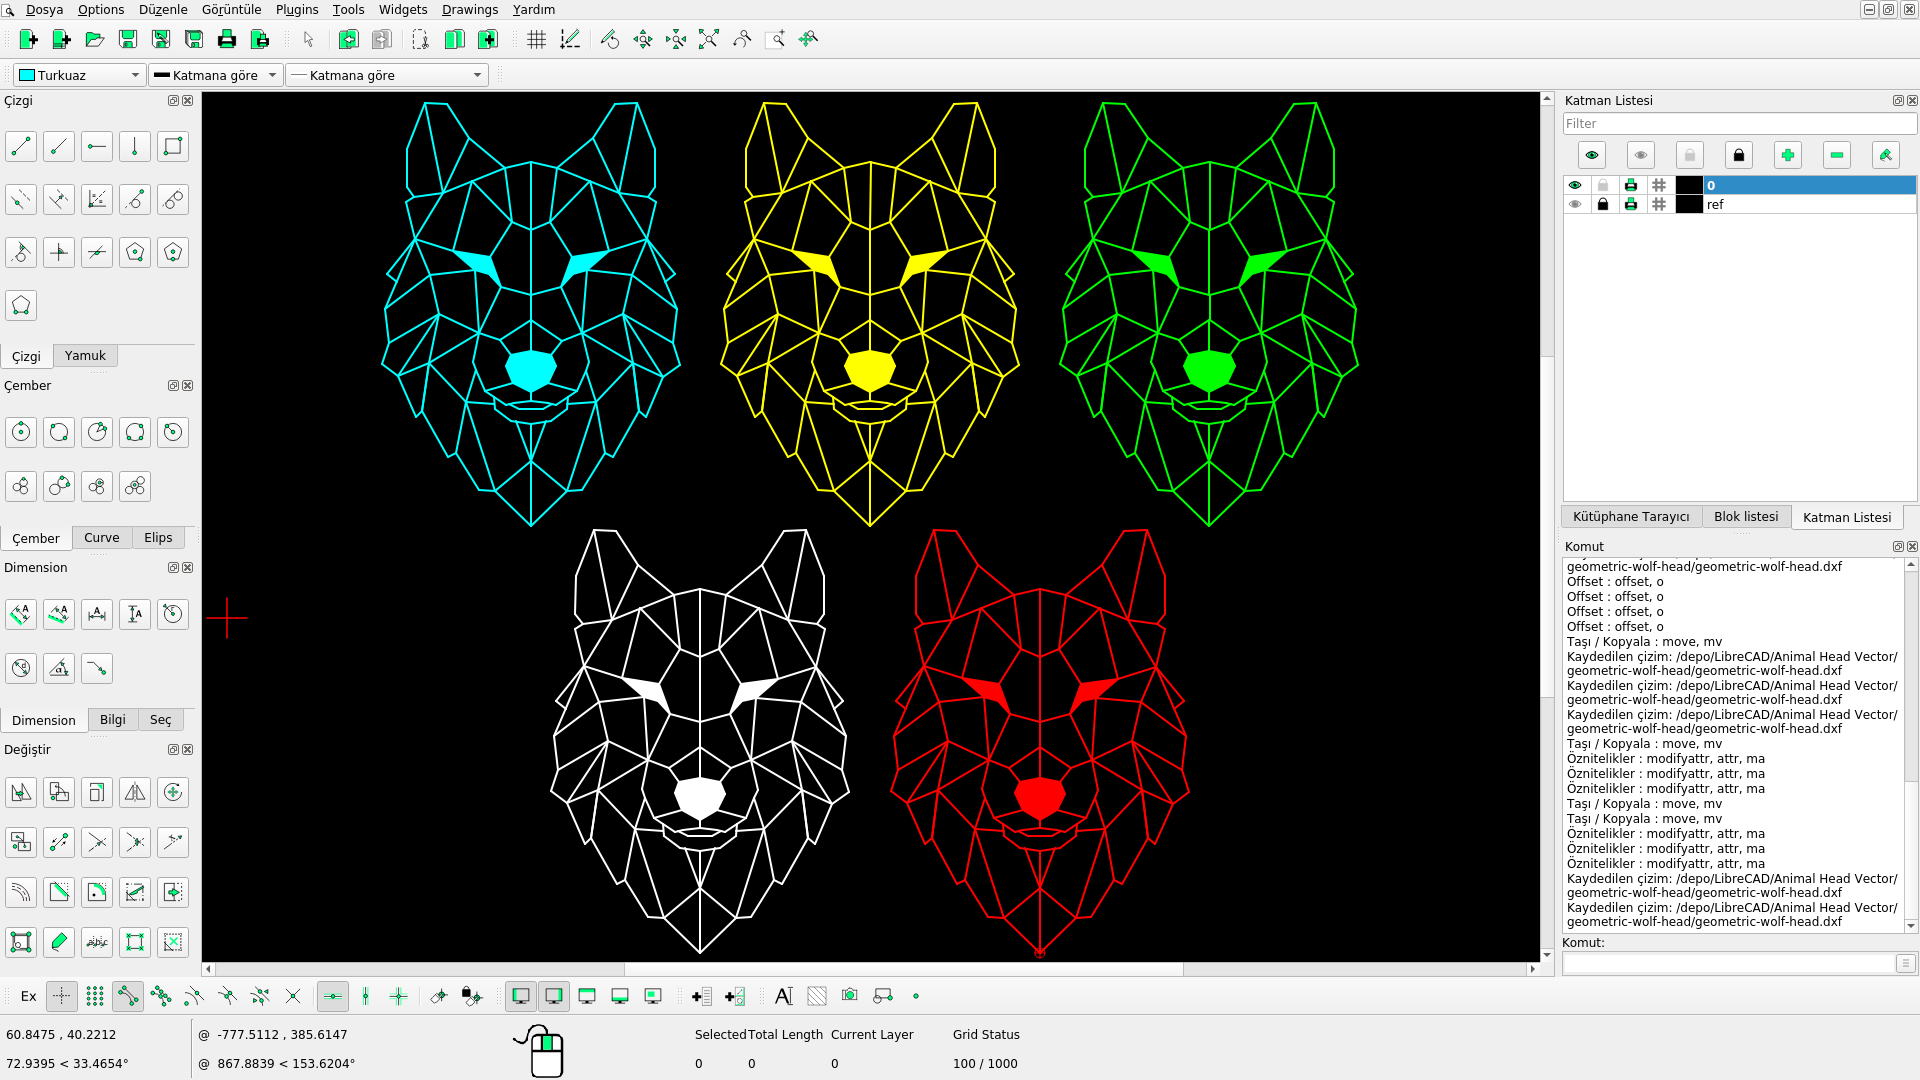 Dosya Options Düzenle Görüntüle Plugins Tools Widgets Drawings Yardım
Turkuaz Katmana göre Katmana göre
Çizgi
Çizgi Yamuk
Çember
Çember Curve Elips
Dimension
Dimension Bilgi Seç
Değiştir
Katman Listesi
Filter
0
ref
Kütüphane Tarayıcı Blok listesi Katman Listesi
Komut
geometric-wolf-head/geometric-wolf-head.dxf
Offset : offset, o
Offset : offset, o
Offset : offset, o
Offset : offset, o
Taşı / Kopyala : move, mv
Kaydedilen çizim: /depo/LibreCAD/Animal Head Vector/
geometric-wolf-head/geometric-wolf-head.dxf
Kaydedilen çizim: /depo/LibreCAD/Animal Head Vector/
geometric-wolf-head/geometric-wolf-head.dxf
Kaydedilen çizim: /depo/LibreCAD/Animal Head Vector/
geometric-wolf-head/geometric-wolf-head.dxf
Taşı / Kopyala : move, mv
Öznitelikler : modifyattr, attr, ma
Öznitelikler : modifyattr, attr, ma
Öznitelikler : modifyattr, attr, ma
Taşı / Kopyala : move, mv
Taşı / Kopyala : move, mv
Öznitelikler : modifyattr, attr, ma
Öznitelikler : modifyattr, attr, ma
Öznitelikler : modifyattr, attr, ma
Kaydedilen çizim: /depo/LibreCAD/Animal Head Vector/
geometric-wolf-head/geometric-wolf-head.dxf
Kaydedilen çizim: /depo/LibreCAD/Animal Head Vector/
geometric-wolf-head/geometric-wolf-head.dxf
Komut:
Ex
60.8475 , 40.2212 @ -777.5112 , 385.6147 Selected Total Length Current Layer Grid Status
72.9395 < 33.4654° @ 867.8839 < 153.6204° 0 0 0 100 / 1000